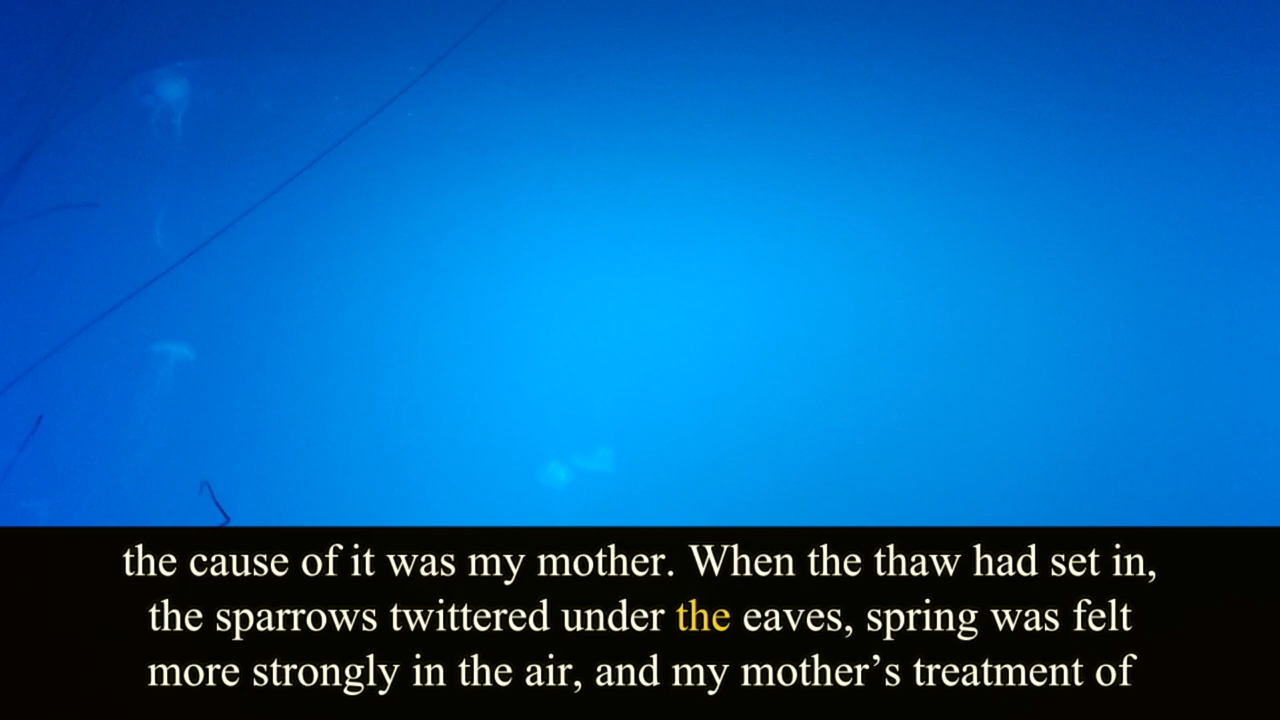 the cause of it was my mother. When the thaw had set in,
the sparrows twittered under the eaves, spring was felt
more strongly in the air, and my mother’s treatment of